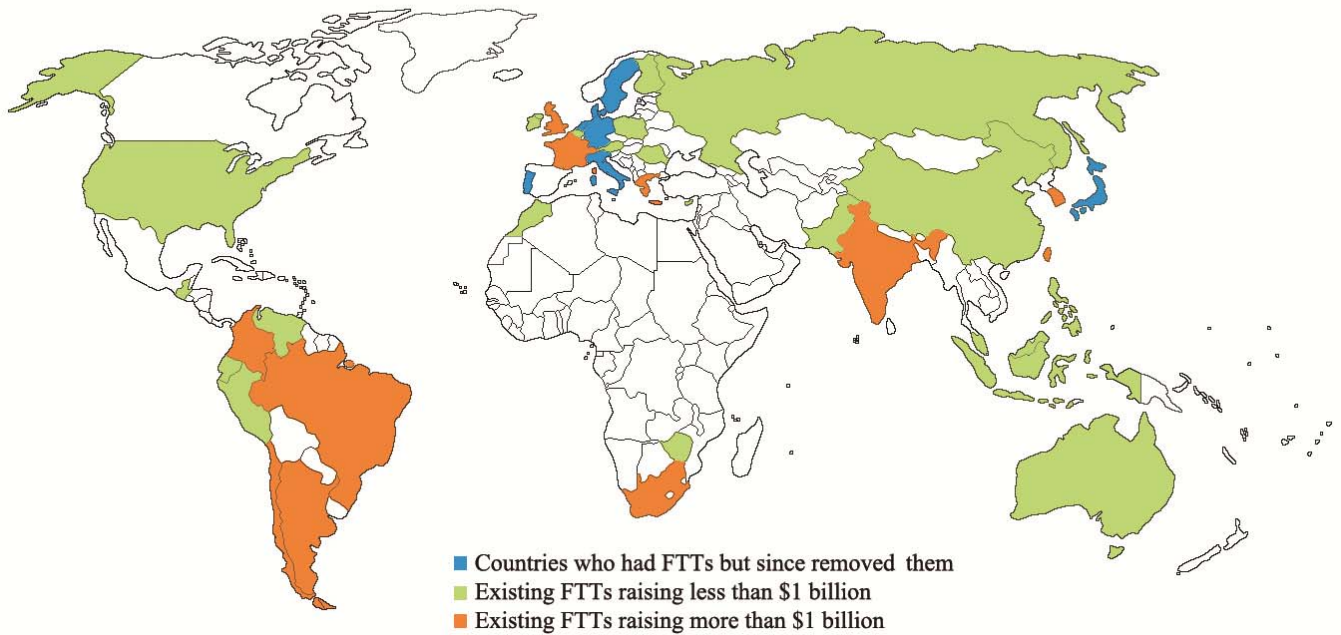 Countries who had FTTs but since removed them
Existing FTTs raising less than $1 billion
Existing FTTs raising more than $1 billion